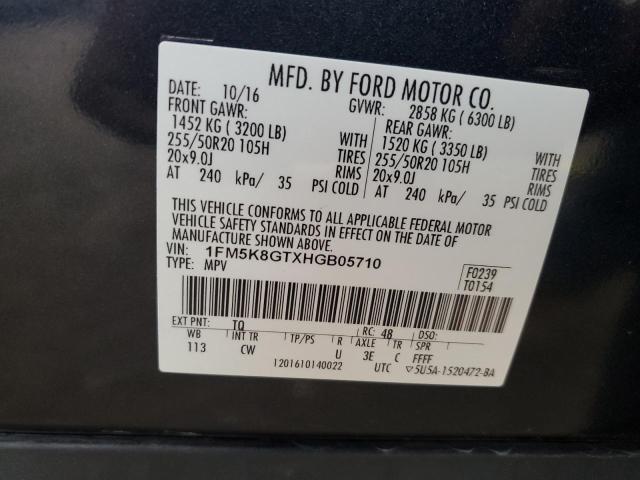 MFD. BY FORD MOTOR CO.
DATE: 10/16 GVWR: 2858 KG ( 6300 LB)
FRONT GAWR: REAR GAWR:
1452 KG ( 3200 LB) WITH 1520 KG ( 3350 LB) WITH
255/50R20 105H TIRES 255/50R20 105H TIRES
20x9.0J RIMS 20x9.0J RIMS
AT 240 kPa/ 35 PSI COLD AT 240 kPa/ 35 PSI COLD
THIS VEHICLE CONFORMS TO ALL APPLICABLE FEDERAL MOTOR
VEHICLE SAFETY STANDARDS IN EFFECT ON THE DATE OF
MANUFACTURE SHOWN ABOVE.
VIN: 1FM5K8GTXHGB05710
TYPE: MPV
F0239
T0154
EXT PNT: TQ RC: 48 DSO:
WB INT TR TP/PS R AXLE TR SPR
113 CW U 3E C FFFF
1201610140022 UTC ▽5U5A-1520472-BA